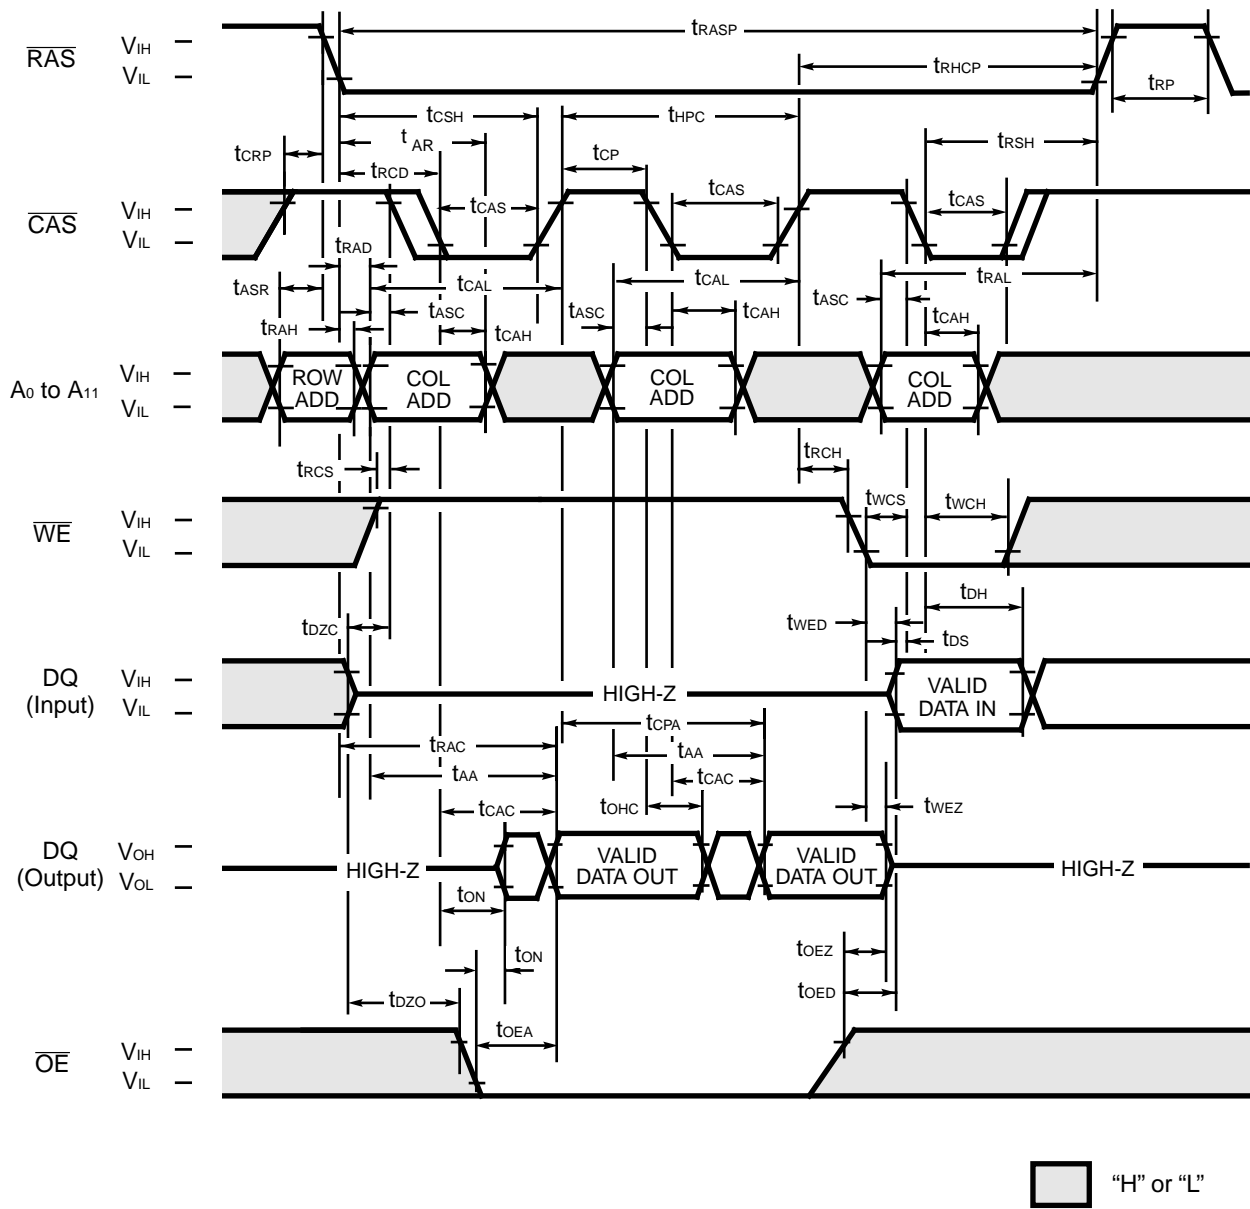 tRASP
RAS VIH
VIL
tRHCP
tRP
tCSH tHPC
tAR tRSH
tCRP tCP
tRCD
tCAS tCAS tCAS
CAS VIH
VIL
tRAD
tASR tCAL tCAL tRAL
tRAH tASC tASC tASC
tCAH tCAH tCAH
A0 to A11 VIH
VIL
ROW ADD
COL ADD
COL ADD
COL ADD
tRCS tRCH
tWCS tWCH
WE VIH
VIL
tDZC tWED tDH
tDS
DQ (Input) VIH
VIL
HIGH-Z
VALID DATA IN
tRAC tCPA
tAA tAA
tCAC tCAC
tOHC tWEZ
DQ (Output) VOH
VOL
HIGH-Z
VALID DATA OUT
VALID DATA OUT
HIGH-Z
tON
tON tOEZ
tDZO tOED
tOEA
OE VIH
VIL
“H” or “L”